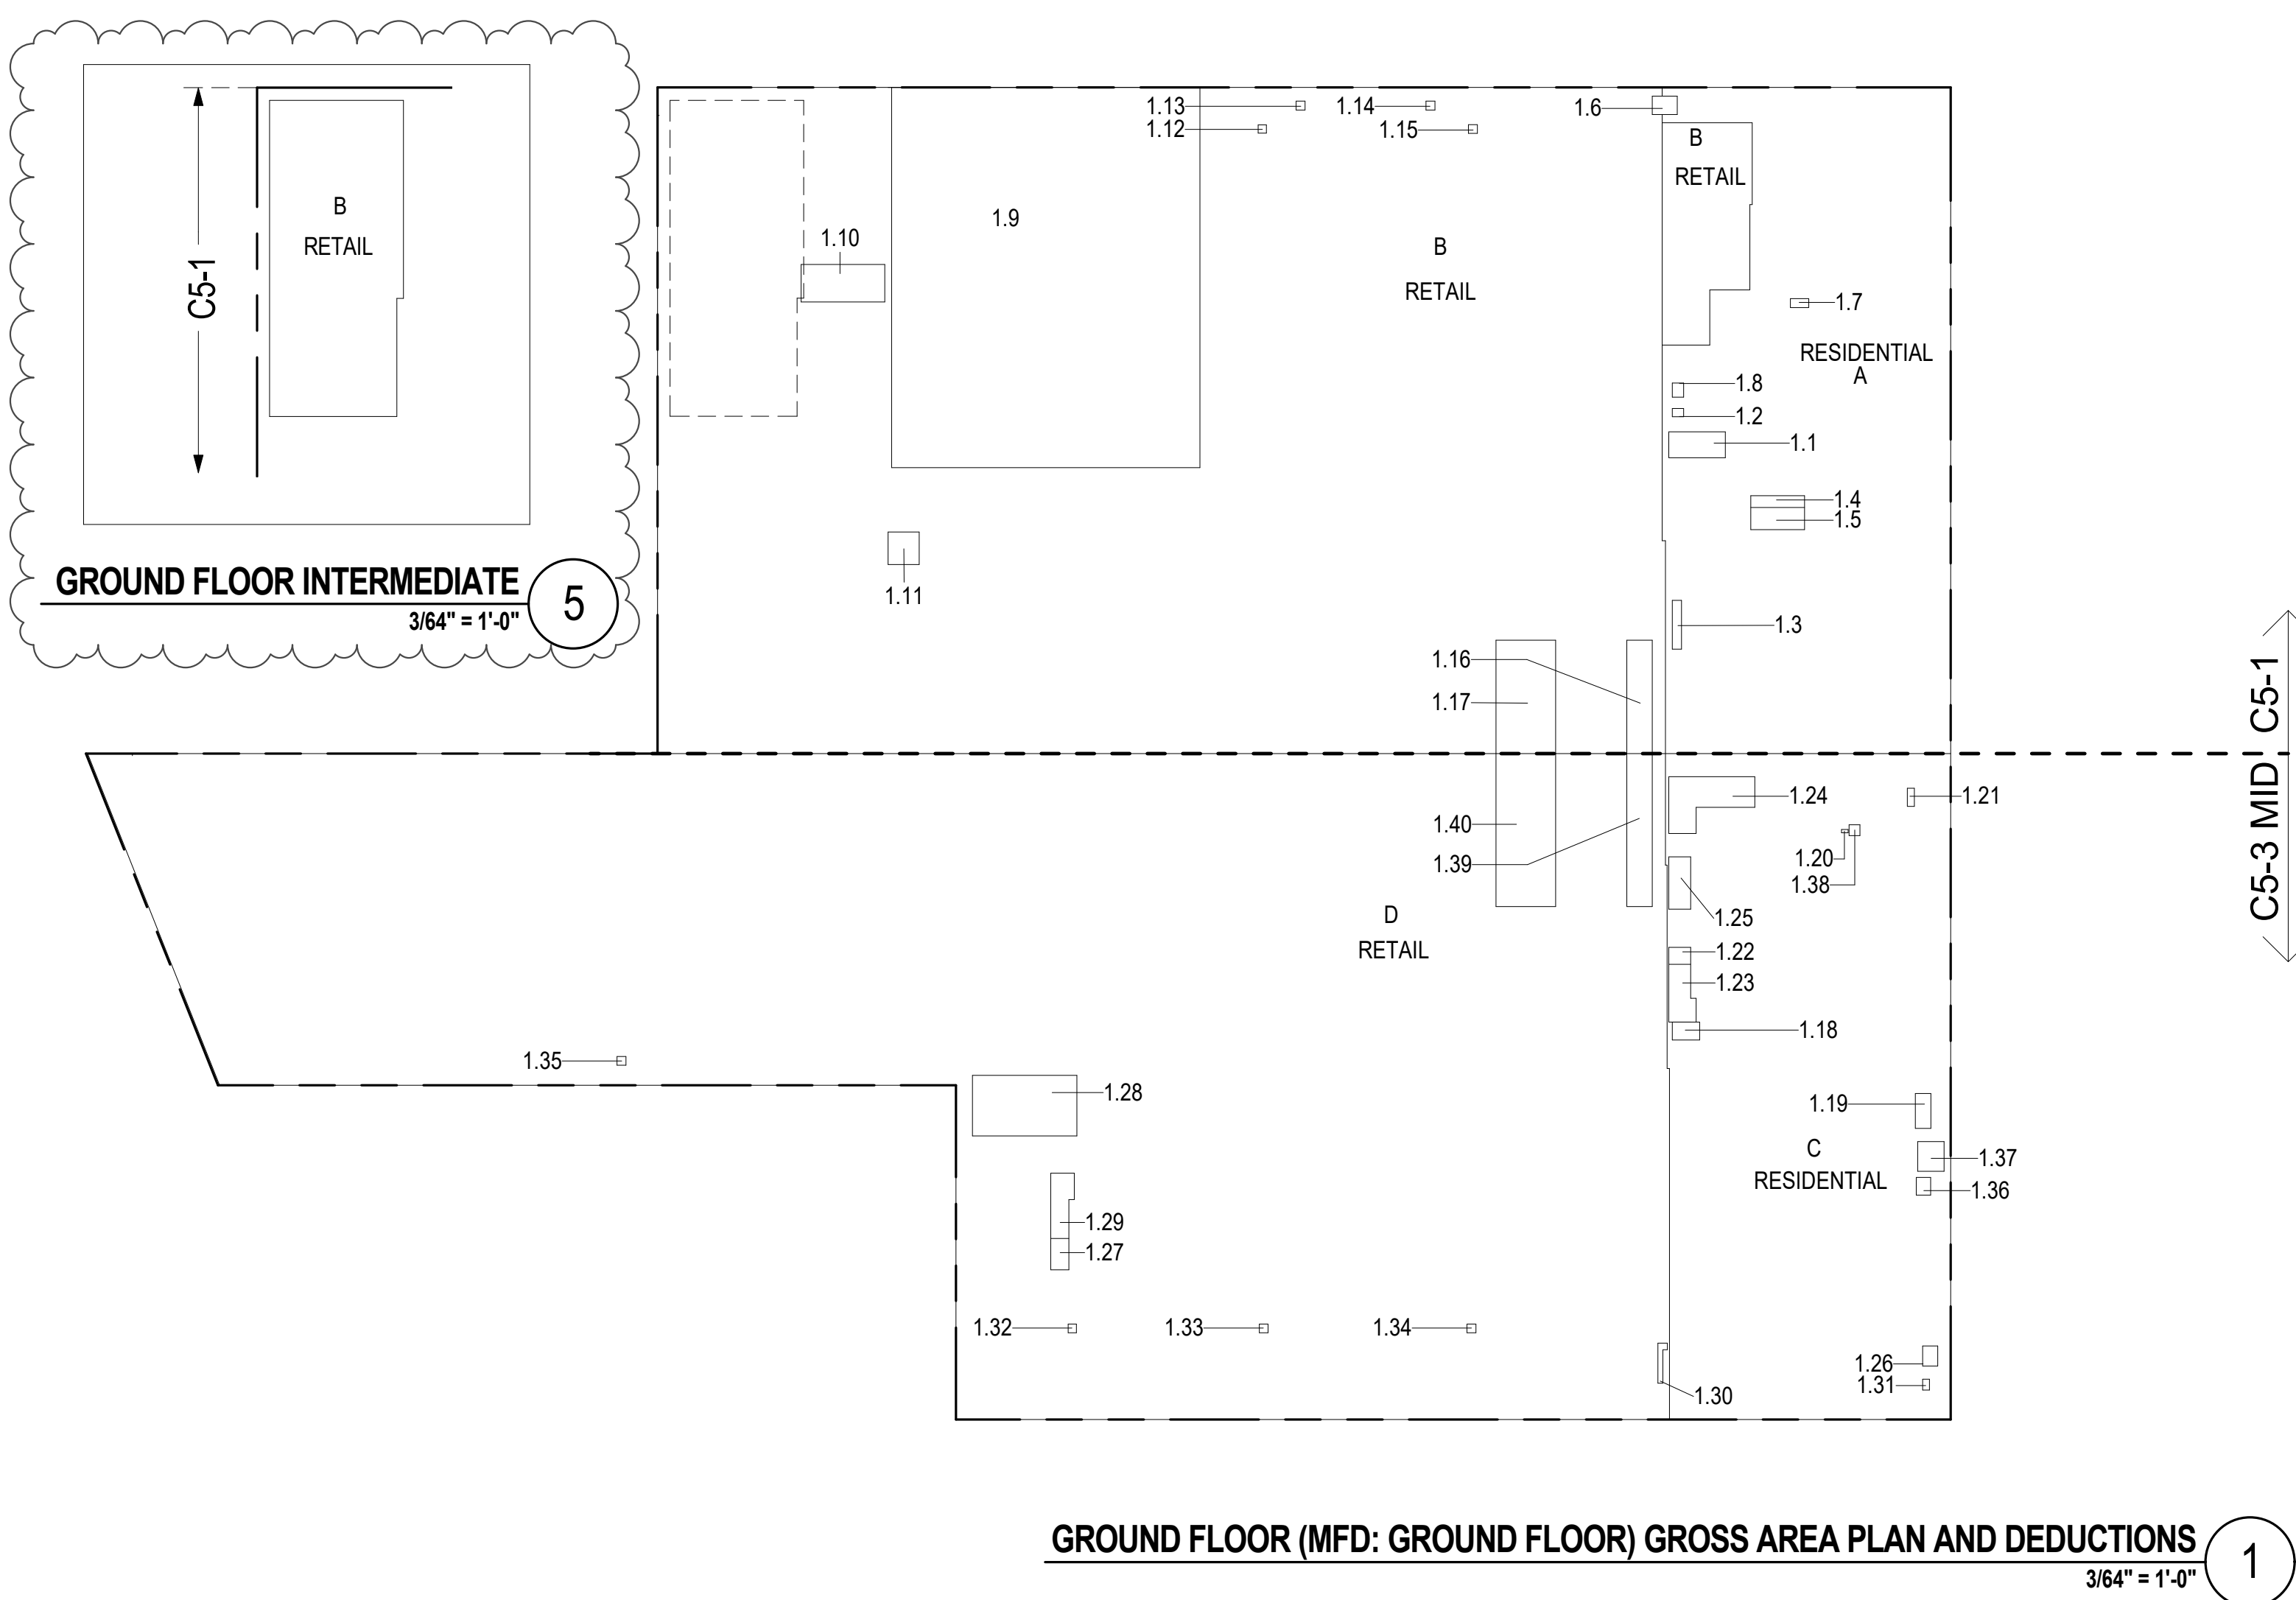 B
RETAIL
C5-1
GROUND FLOOR INTERMEDIATE
5
3/64" = 1'-0"
1.13
1.14
1.6
1.12
1.15
B
RETAIL
1.9
1.10
B
RETAIL
1.7
RESIDENTIAL
A
1.8
1.2
1.1
1.4
1.5
1.11
1.3
1.16
1.17
C5-3 MID C5-1
1.24
1.21
1.40
1.20
1.39
1.38
D
RETAIL
1.25
1.22
1.23
1.18
1.35
1.28
1.19
C
RESIDENTIAL
1.37
1.36
1.29
1.27
1.32
1.33
1.34
1.26
1.31
1.30
GROUND FLOOR (MFD: GROUND FLOOR) GROSS AREA PLAN AND DEDUCTIONS
1
3/64" = 1'-0"